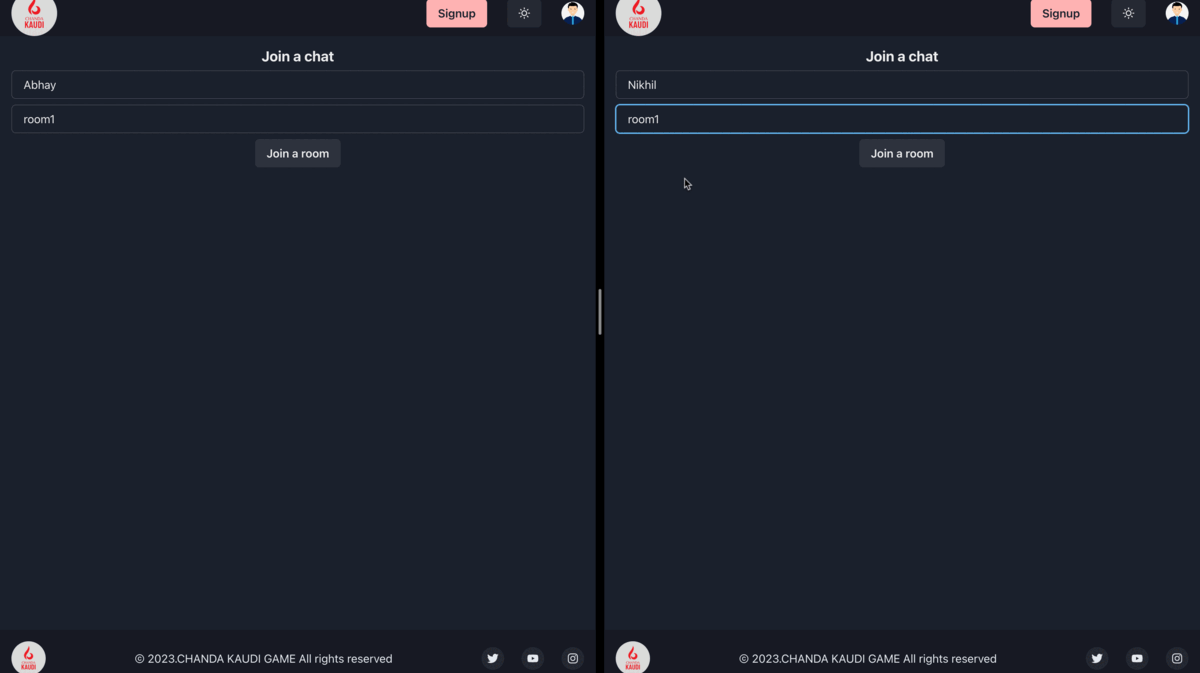 CHANDA
KAUDI
Signup
Join a chat
Abhay
room1
Join a room
CHANDA
KAUDI
© 2023.CHANDA KAUDI GAME All rights reserved
CHANDA
KAUDI
Signup
Join a chat
Nikhil
room1
Join a room
CHANDA
KAUDI
© 2023.CHANDA KAUDI GAME All rights reserved